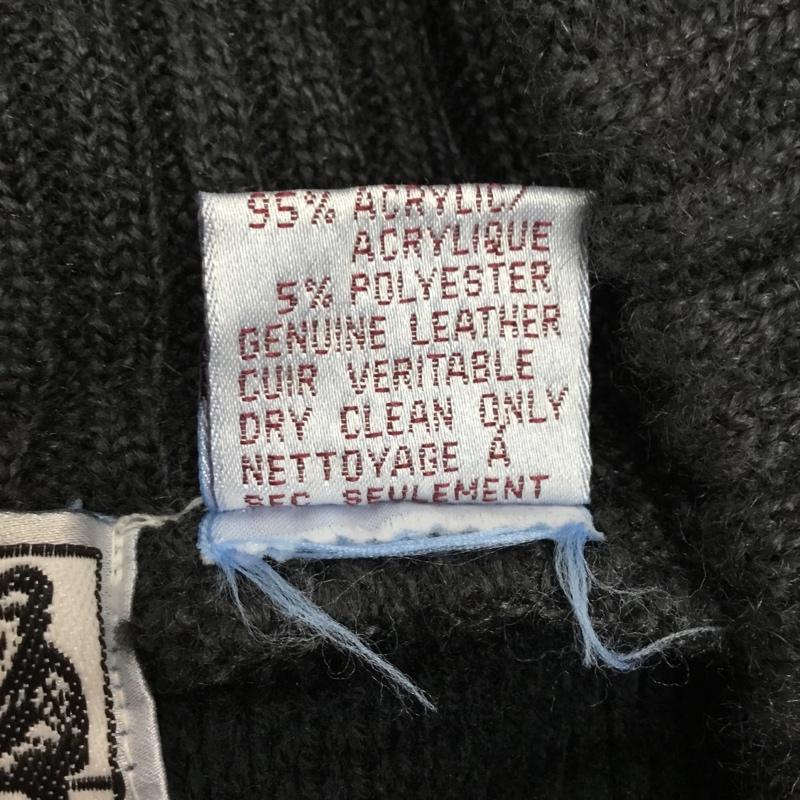 95% ACRYLIC/
ACRYLIQUE
5% POLYESTER
GENUINE LEATHER
CUIR VERITABLE
DRY CLEAN ONLY
NETTOYAGE À
SEC SEULEMENT